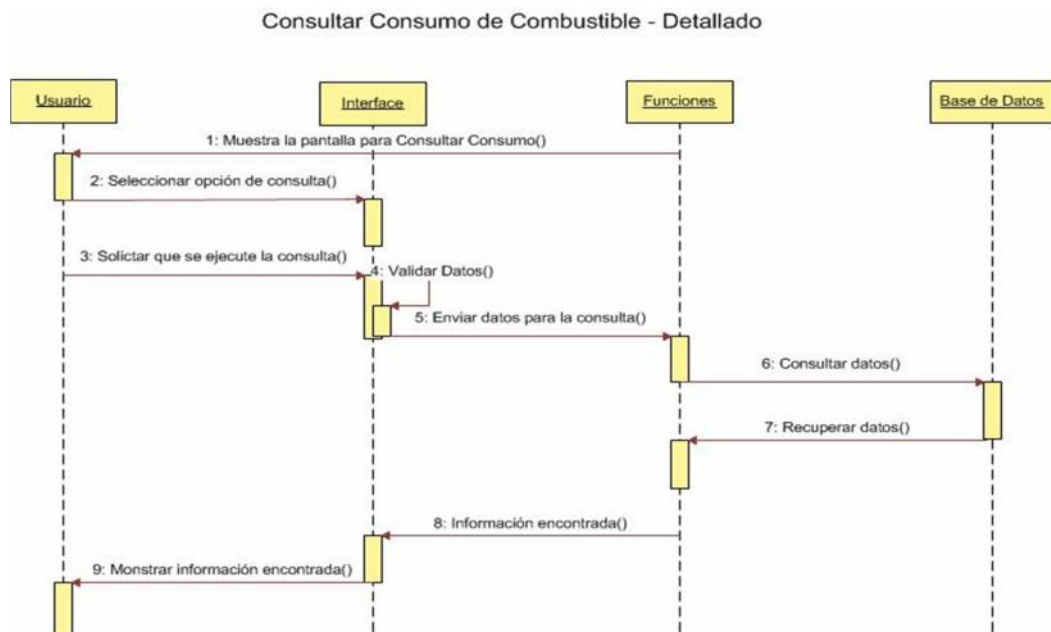 Consultar Consumo de Combustible - Detallado
Usuario
Interface
Funciones
Base de Datos
1: Muestra la pantalla para Consultar Consumo()
2: Seleccionar opción de consulta()
3: Solictar que se ejecute la consulta()
4: Validar Datos()
5: Enviar datos para la consulta()
6: Consultar datos()
7: Recuperar datos()
8: Información encontrada()
9: Monstrar información encontrada()